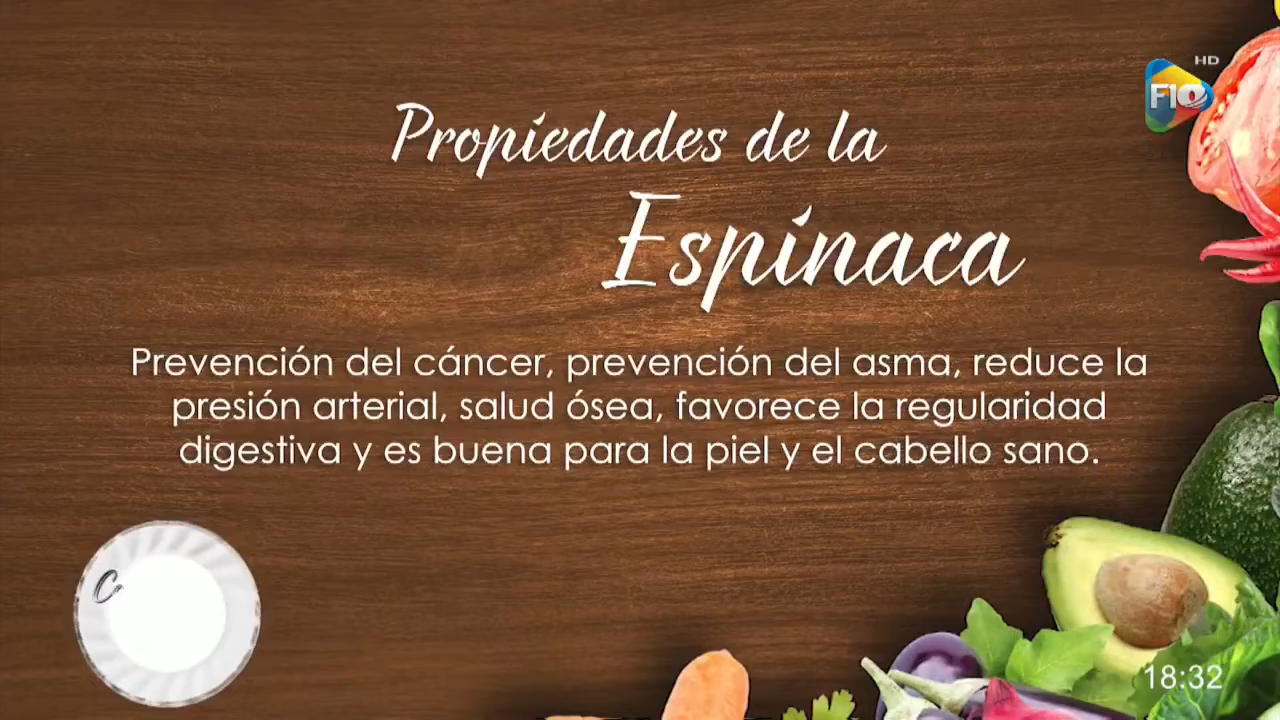 HD
F10
Propiedades de la
Espinaca
Prevención del cáncer, prevención del asma, reduce la
presión arterial, salud ósea, favorece la regularidad
digestiva y es buena para la piel y el cabello sano.
18:32